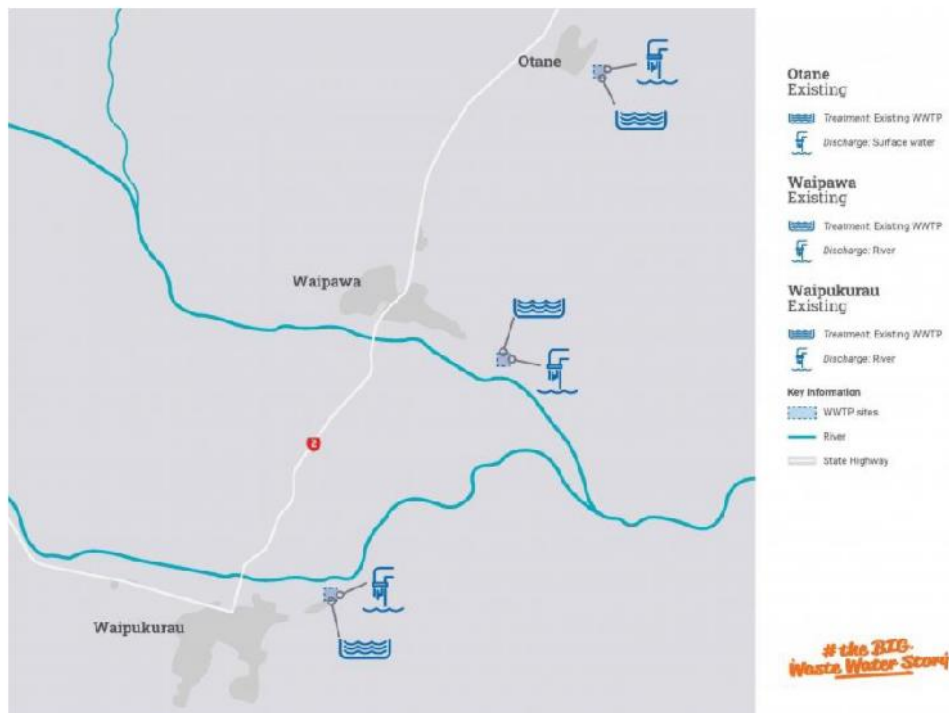 Otane
Waipawa
2
Waipukurau
Otane
Existing
Treatment: Existing WWTP
Discharge: Surface water
Waipawa
Existing
Treatment: Existing WWTP
Discharge: River
Waipukurau
Existing
Treatment: Existing WWTP
Discharge: River
Key Information
WWTP sites
River
State Highway
# the BIG
Waste Water Story